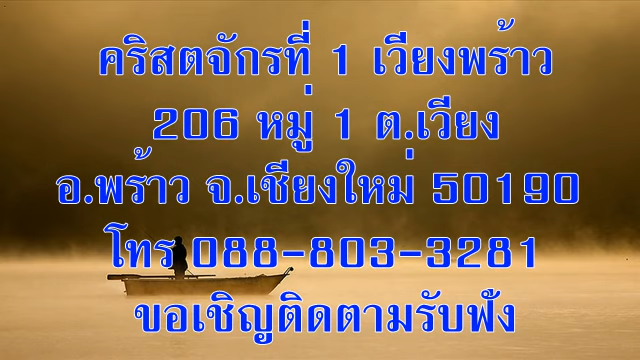 คริสตจักรที่ 1 เวียงพร้าว
206 หมู่ 1 ต.เวียง
อ.พร้าว จ.เชียงใหม่ 50190
โทร 088-803-3281
ขอเชิญติดตามรับฟัง